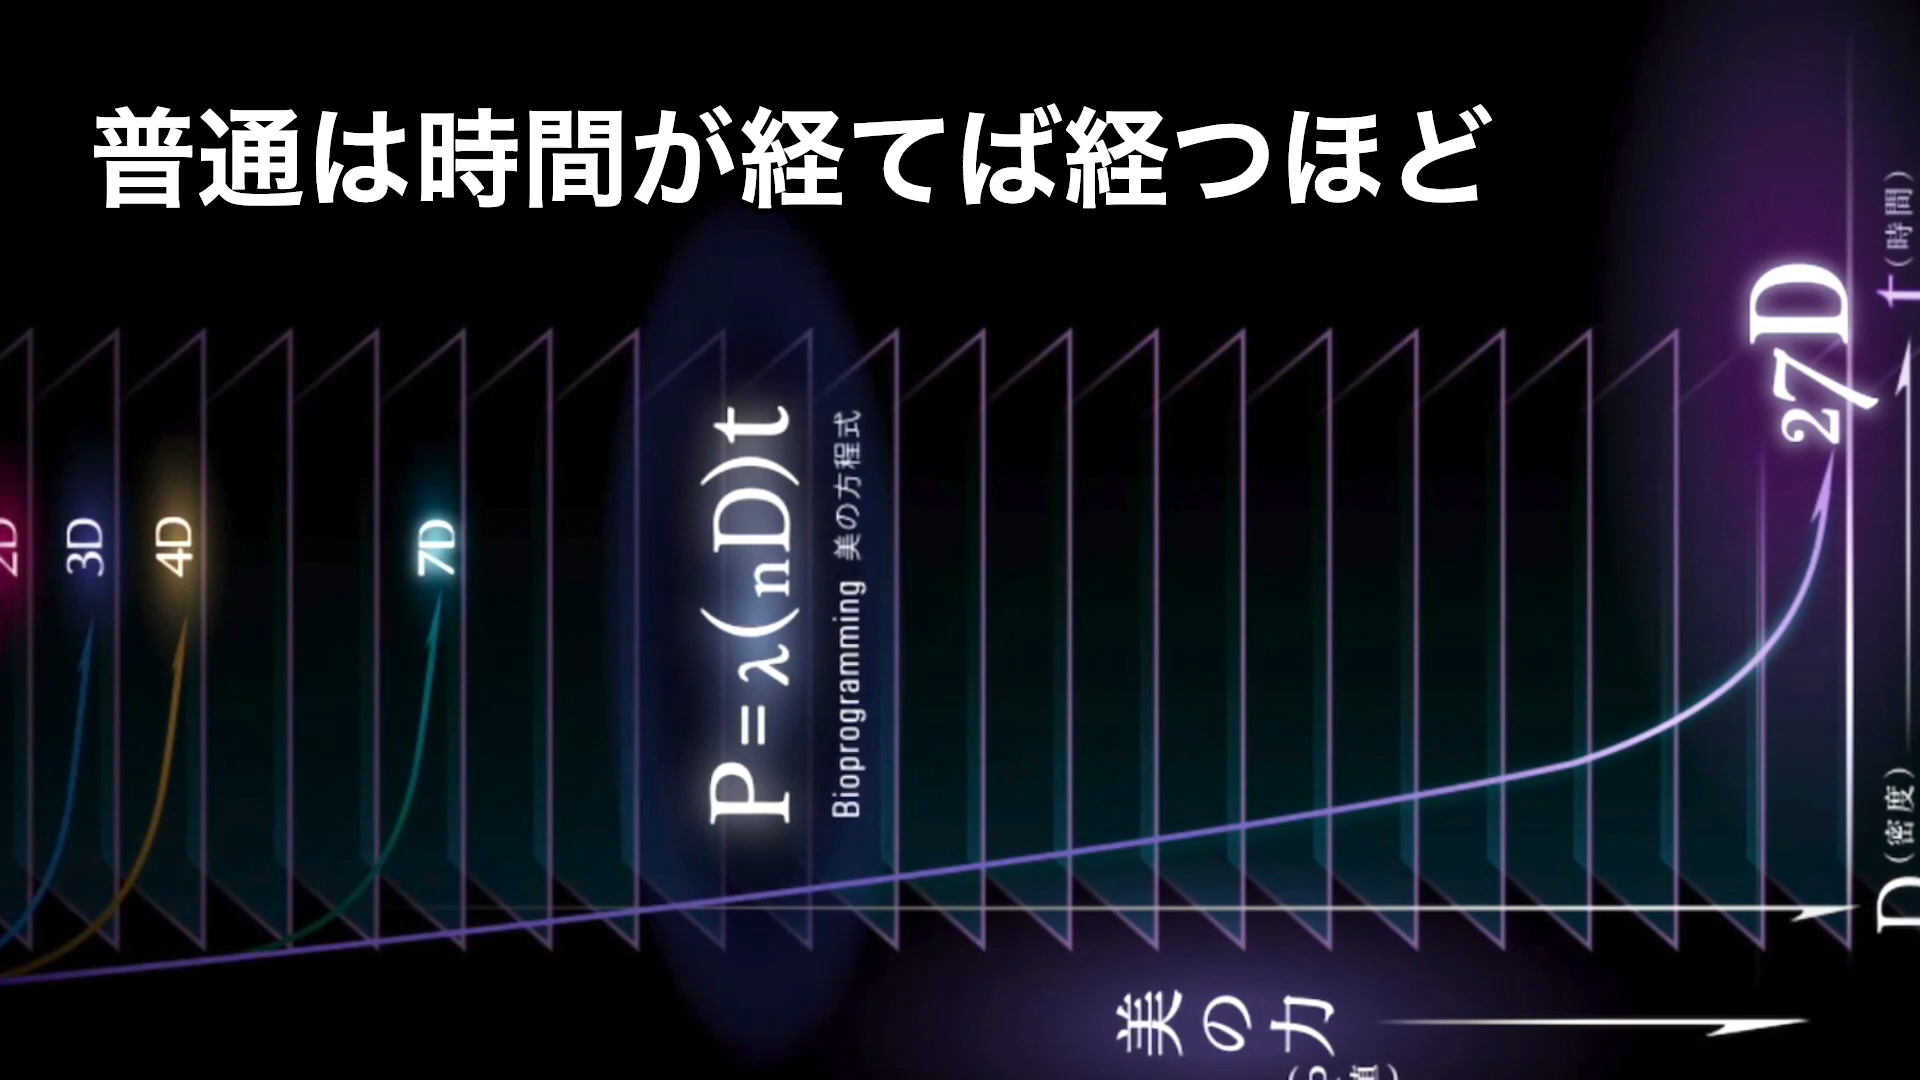 普通は時間が経てば経つほど
2D
3D
4D
7D
P=λ(nD)t
Bioprogramming 美の方程式
27D
t(時間)
D(密度)
美の力